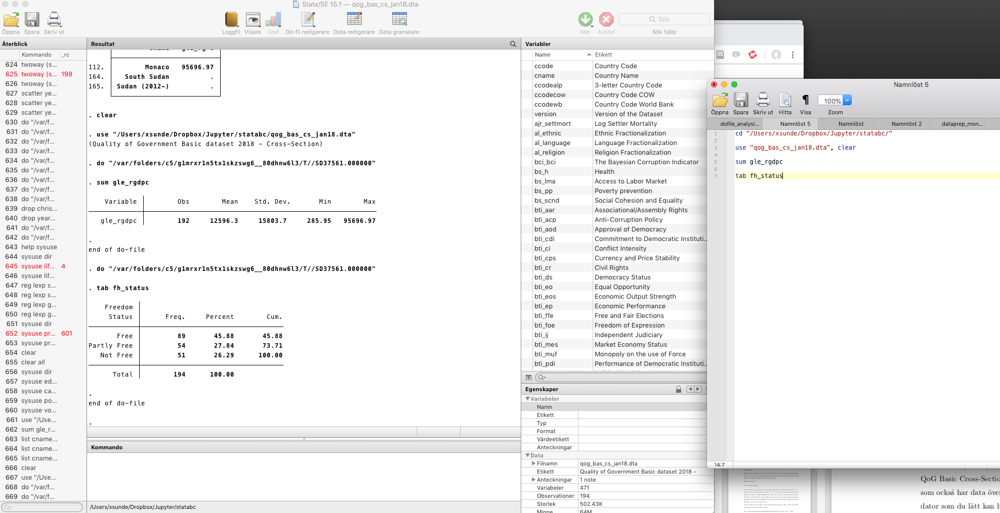 Stata/SE 15.1 — qog_bas_cs_jan18.dta
Öppna Spara Skriv ut Loggfil Visare Graf Do-fil redigerare Data redigerare Data granskare Mer Avbryt Sök Sök hjälp
Återblick
Kommando _rc
624 twoway (s...
625 twoway (s... 198
626 twoway (s...
627 scatter ye...
628 scatter ye...
629 scatter ye...
630 do "/var/f...
631 do "/var/f...
632 do "/var/f...
633 do "/var/f...
634 do "/var/f...
635 do "/var/f...
636 do "/var/f...
637 do "/var/f...
638 do "/var/f...
639 drop chris...
640 drop year...
641 do "/var/f...
642 do "/var/f...
643 help sysuse
644 sysuse dir
645 sysuse lif... 4
646 sysuse lif...
647 reg lexp s...
648 reg lexp s...
649 reg lexp g...
650 reg lexp g...
651 sysuse dir
652 sysuse pr... 601
653 sysuse pr...
654 clear
655 clear all
656 sysuse dir
657 sysuse ed...
658 sysuse ca...
659 sysuse po...
660 sysuse vo...
661 use "/Use...
662 sum gle_r...
663 list cname...
664 list cname...
665 list cname...
666 clear
667 use "/Use...
668 do "/var/f...
669 do "/var/f...
Resultat
112. Monaco 95696.97
164. South Sudan .
165. Sudan (2012-) .
. clear
. use "/Users/xsunde/Dropbox/Jupyter/statabc/qog_bas_cs_jan18.dta"
(Quality of Government Basic dataset 2018 - Cross-Section)
. do "/var/folders/c5/g1mrxr1n5tx1skzswg6__80dhnw6l3/T//SD37561.000000"
. sum gle_rgdpc
Variable Obs Mean Std. Dev. Min Max
gle_rgdpc 192 12596.3 15803.7 285.95 95696.97
.
end of do-file
. do "/var/folders/c5/g1mrxr1n5tx1skzswg6__80dhnw6l3/T//SD37561.000000"
. tab fh_status
Freedom
Status Freq. Percent Cum.
Free 89 45.88 45.88
Partly Free 54 27.84 73.71
Not Free 51 26.29 100.00
Total 194 100.00
.
end of do-file
.
Kommando
/Users/xsunde/Dropbox/Jupyter/statabc
Variabler
Namn Etikett
ccode Country Code
cname Country Name
ccodealp 3-letter Country Code
ccodecow Country Code COW
ccodewb Country Code World Bank
version Version of the Dataset
ajr_settmort Log Settler Mortality
al_ethnic Ethnic Fractionalization
al_language Language Fractionalization
al_religion Religion Fractionalization
bci_bci The Bayesian Corruption Indicator
bs_h Health
bs_lma Access to Labor Market
bs_pp Poverty prevention
bs_scnd Social Cohesion and Equality
bti_aar Associational/Assembly Rights
bti_acp Anti-Corruption Policy
bti_aod Approval of Democracy
bti_cdi Commitment to Democratic Instituti...
bti_ci Conflict Intensity
bti_cps Currency and Price Stability
bti_cr Civil Rights
bti_ds Democracy Status
bti_eo Equal Opportunity
bti_eos Economic Output Strength
bti_ep Economic Performance
bti_ffe Free and Fair Elections
bti_foe Freedom of Expression
bti_ij Independent Judiciary
bti_mes Market Economy Status
bti_muf Monopoly on the use of Force
bti_pdi Performance of Democratic Instituti...
Egenskaper
Variabeler
Namn
Etikett
Typ
Format
Värdeetikett
Anteckningar
Data
Filnamn qog_bas_cs_jan18.dta
Etikett Quality of Government Basic dataset 2018 -
Anteckningar 1 note
Variabeler 471
Observationer 194
Storlek 502.43K
Minne 64M
Namnlöst 5
Öppna Spara Skriv ut Hitta Visa 100% Zoom
dofile_analysi... Namnlöst 5 Namnlöst Namnlöst 2 dataprep_mon...
1 cd "/Users/xsunde/Dropbox/Jupyter/statabc/"
2
3 use "qog_bas_cs_jan18.dta", clear
4
5 sum gle_rgdpc
6
7 tab fh_status
14:7
QoG Basic Cross-Sectio
som också har data över
dator som du lätt kan h